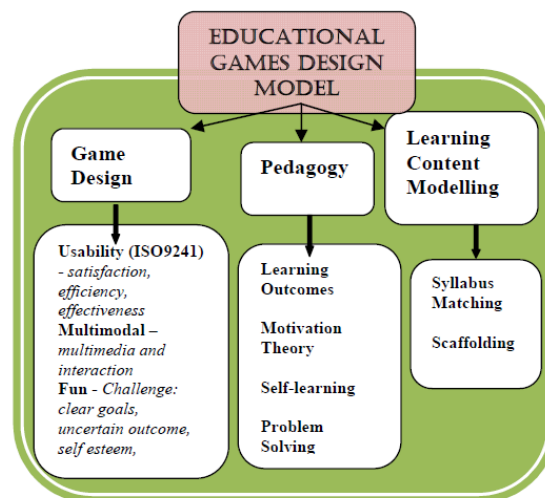 EDUCATIONAL
GAMES DESIGN
MODEL
Game
Design
Pedagogy
Learning
Content
Modelling
Usability (ISO9241)
- satisfaction,
efficiency,
effectiveness
Multimodal –
multimedia and
interaction
Fun - Challenge:
clear goals,
uncertain outcome,
self esteem,
Learning
Outcomes
Motivation
Theory
Self-learning
Problem
Solving
Syllabus
Matching
Scaffolding